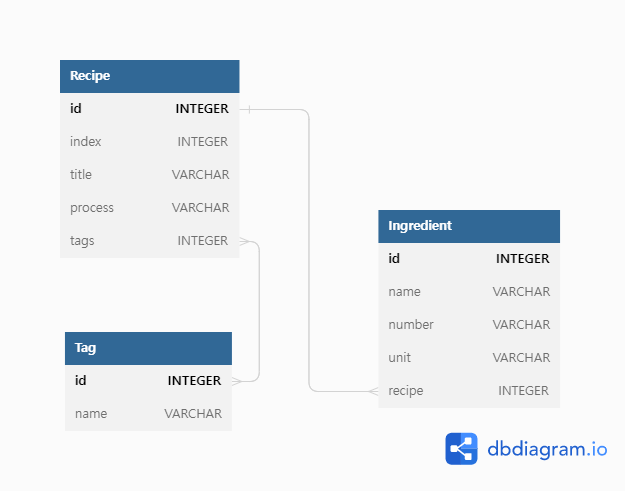 Recipe
id INTEGER
index INTEGER
title VARCHAR
process VARCHAR
tags INTEGER
Ingredient
id INTEGER
name VARCHAR
number VARCHAR
unit VARCHAR
recipe INTEGER
Tag
id INTEGER
name VARCHAR
dbdiagram.io